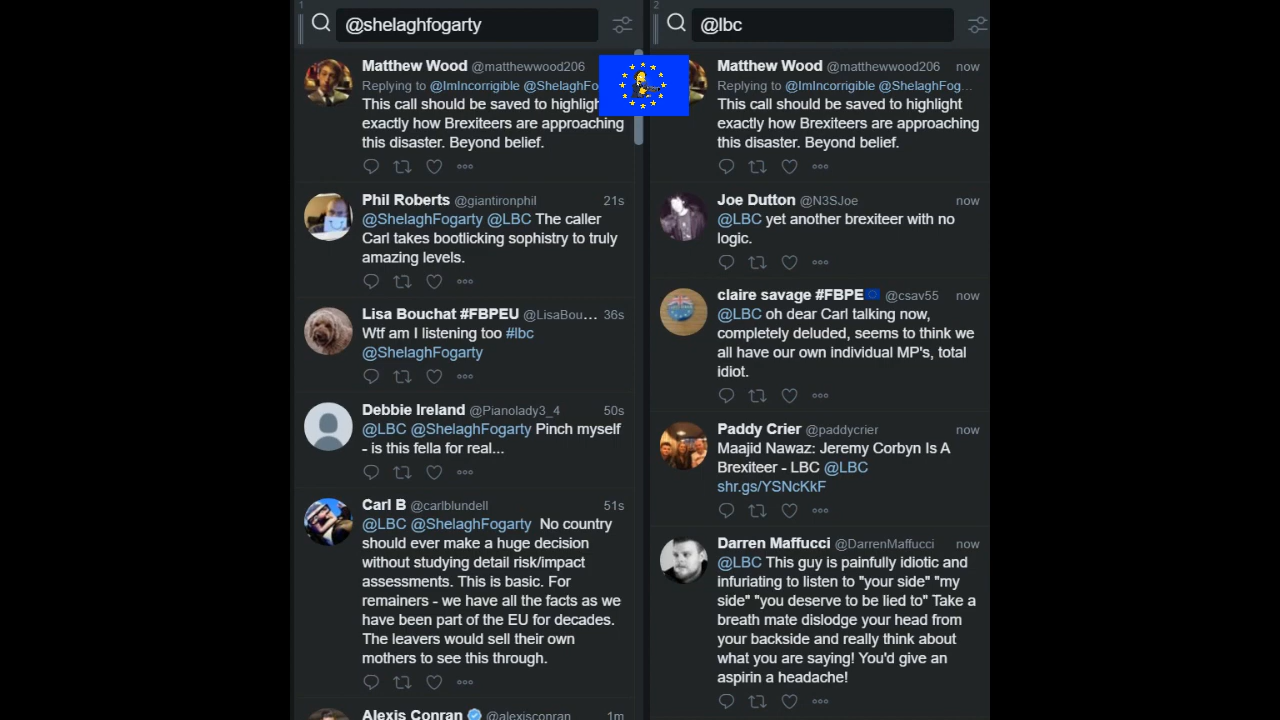 1
@shelaghfogarty
Matthew Wood @matthewwood206
Replying to @ImIncorrigible @ShelaghFo
This call should be saved to highlight
exactly how Brexiteers are approaching
this disaster. Beyond belief.
Phil Roberts @giantironphil 21s
@ShelaghFogarty @LBC The caller
Carl takes bootlicking sophistry to truly
amazing levels.
Lisa Bouchat #FBPEU @LisaBou... 36s
Wtf am I listening too #lbc
@ShelaghFogarty
Debbie Ireland @Pianolady3_4 50s
@LBC @ShelaghFogarty Pinch myself
- is this fella for real...
Carl B @carlblundell 51s
@LBC @ShelaghFogarty No country
should ever make a huge decision
without studying detail risk/impact
assessments. This is basic. For
remainers - we have all the facts as we
have been part of the EU for decades.
The leavers would sell their own
mothers to see this through.
Alexis Conran @alexisconran 1m
2
@lbc
Matthew Wood @matthewwood206 now
Replying to @ImIncorrigible @ShelaghFog...
This call should be saved to highlight
exactly how Brexiteers are approaching
this disaster. Beyond belief.
Joe Dutton @N3SJoe now
@LBC yet another brexiteer with no
logic.
claire savage #FBPE🇪🇺 @csav55 now
@LBC oh dear Carl talking now,
completely deluded, seems to think we
all have our own individual MP's, total
idiot.
Paddy Crier @paddycrier now
Maajid Nawaz: Jeremy Corbyn Is A
Brexiteer - LBC @LBC
shr.gs/YSNcKkF
Darren Maffucci @DarrenMaffucci now
@LBC This guy is painfully idiotic and
infuriating to listen to "your side" "my
side" "you deserve to be lied to" Take a
breath mate dislodge your head from
your backside and really think about
what you are saying! You'd give an
aspirin a headache!